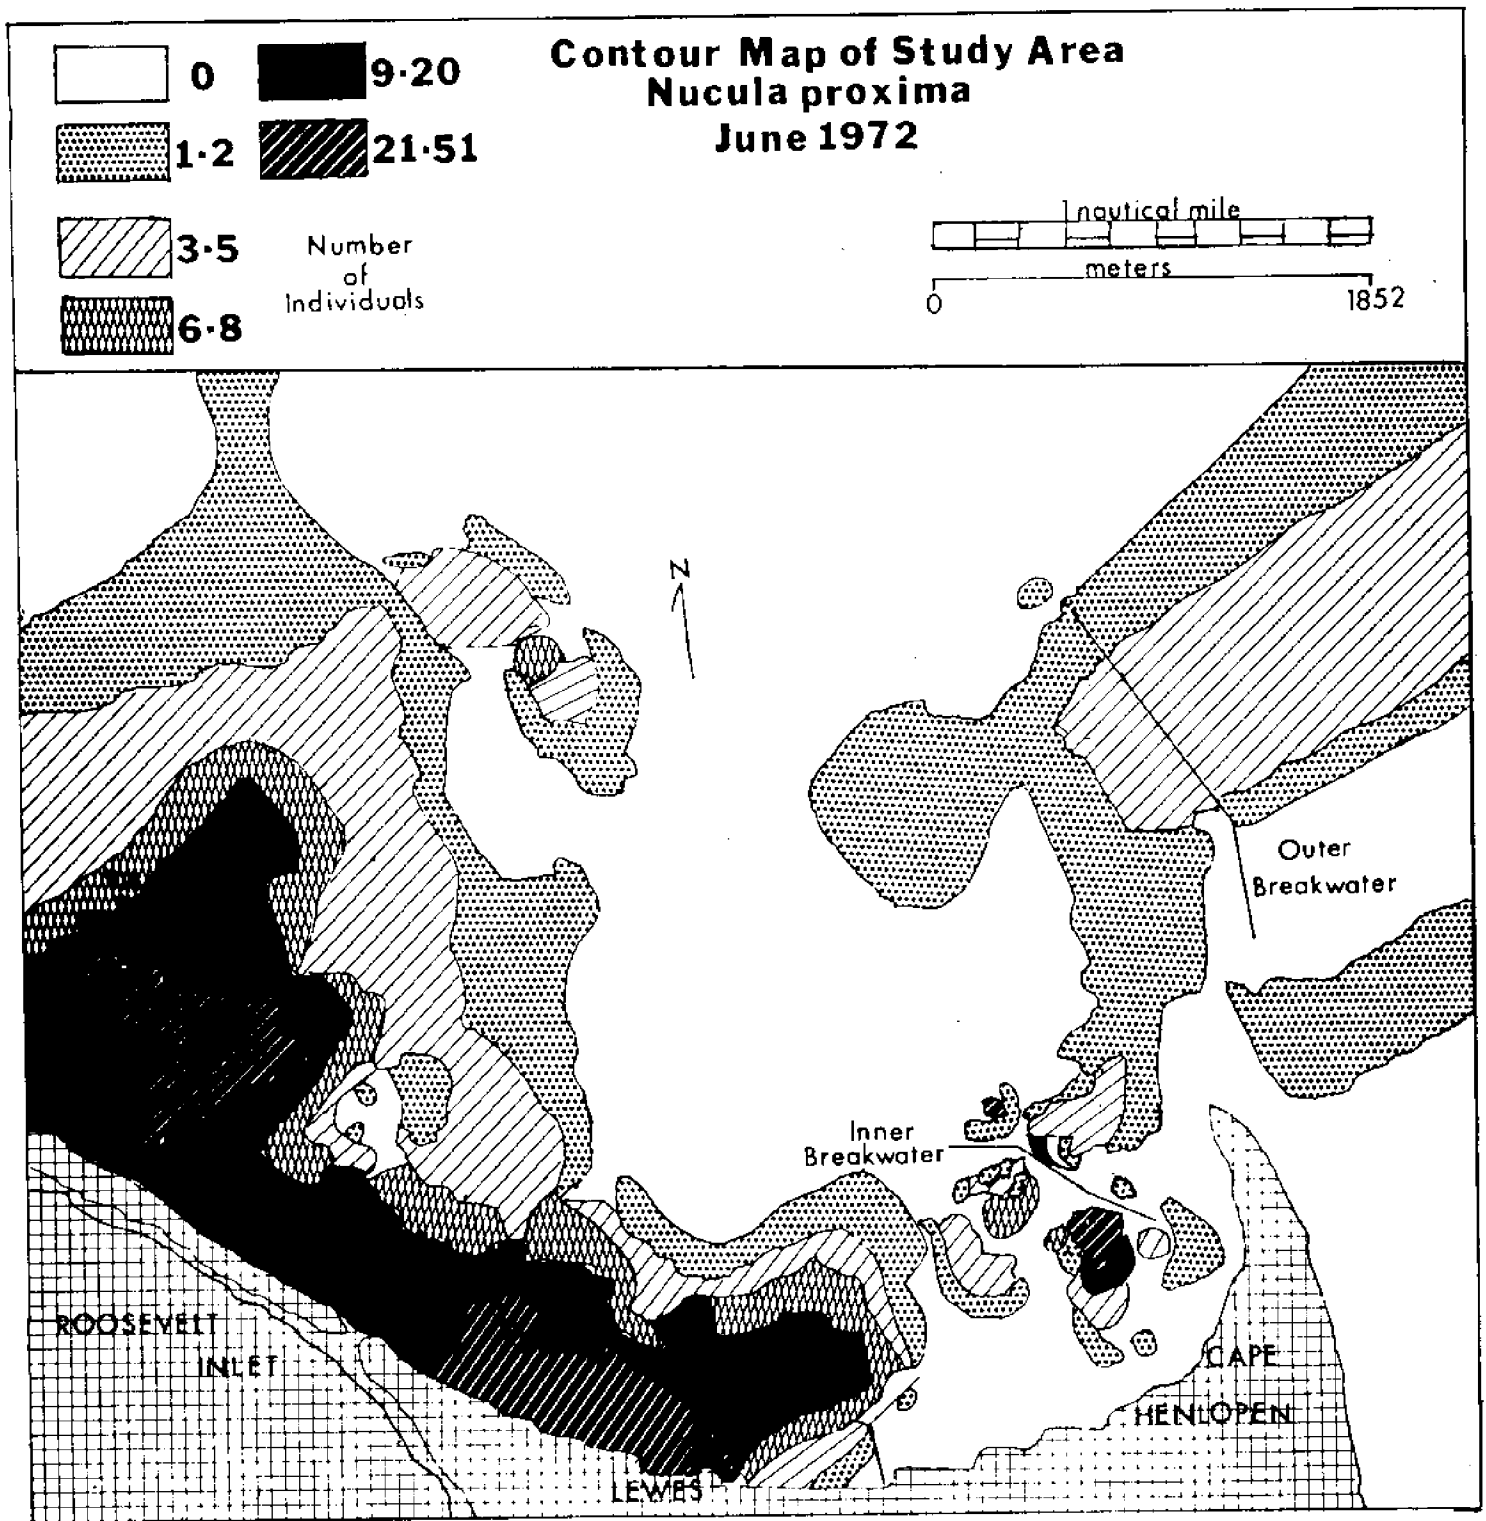 0
9·20
1·2
21·51
3·5
6·8
Number
of
Individuals
Contour Map of Study Area
Nucula proxima
June 1972
1 nautical mile
meters
0
1852
N
Outer
Breakwater
Inner
Breakwater
ROOSEVELT
INLET
CAPE
HENLOPEN
LEWES